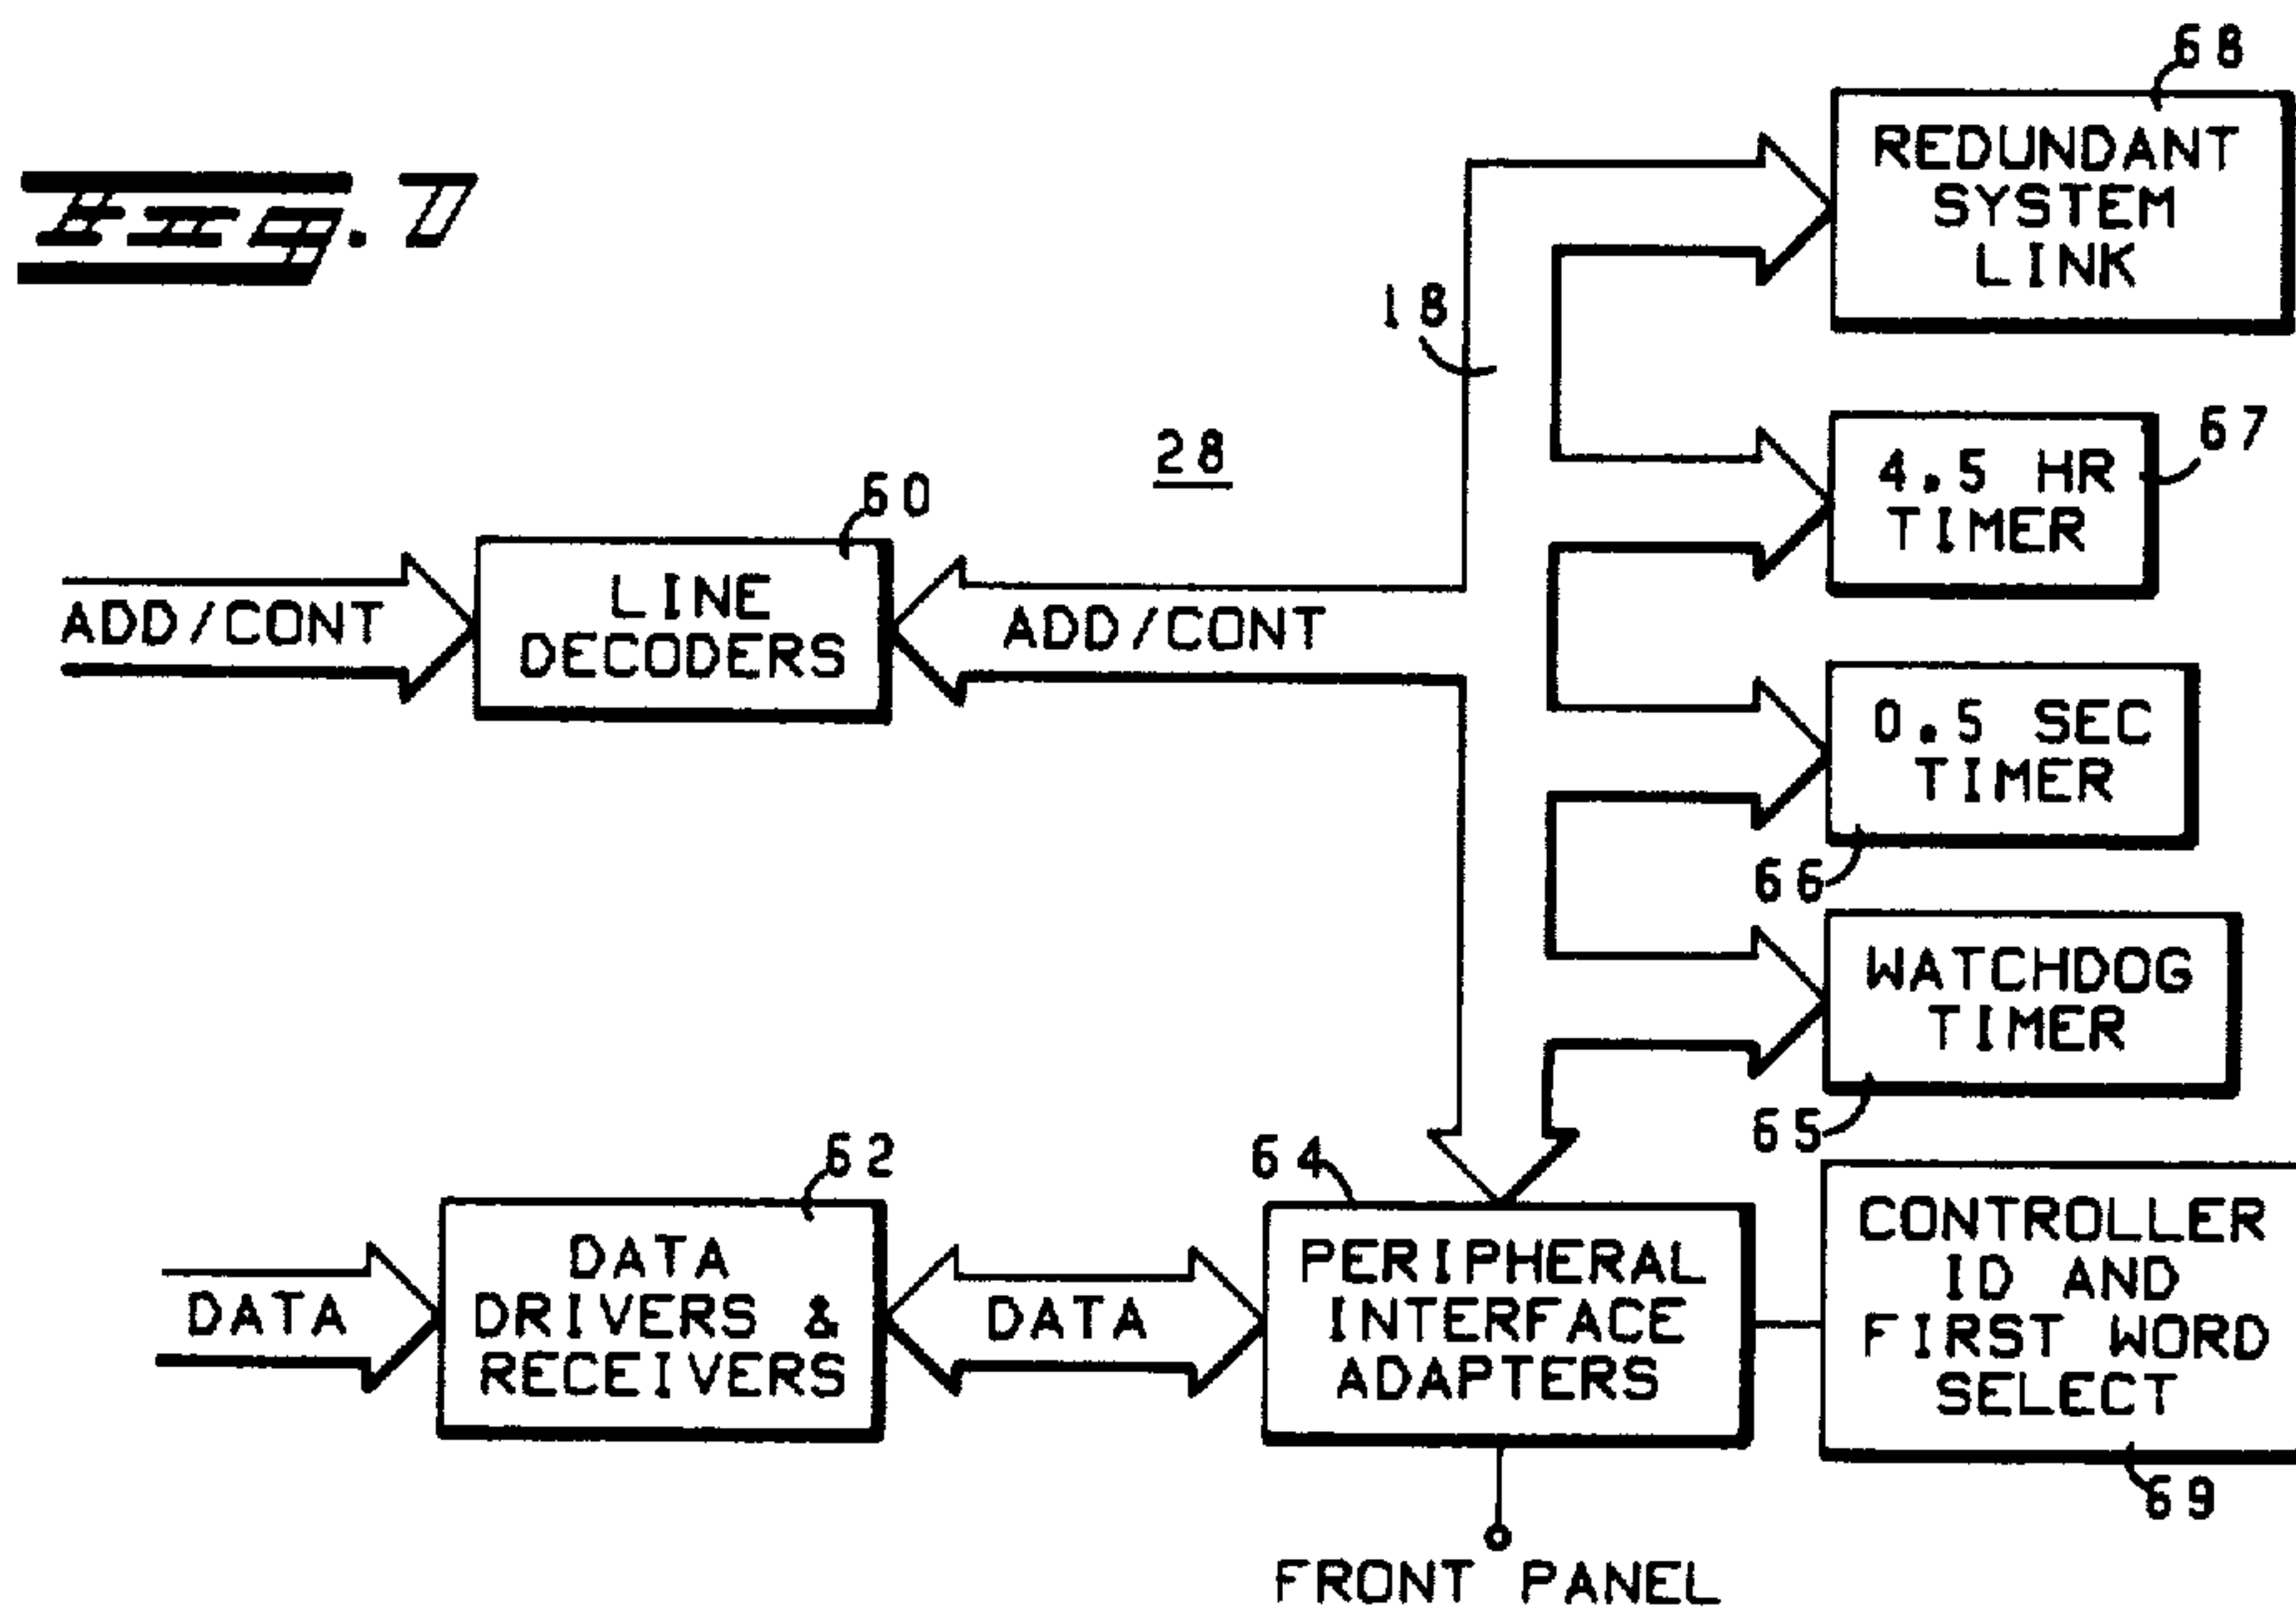 Fig. 7
68
REDUNDANT
SYSTEM
LINK
18
67
4.5 HR
TIMER
28
60
ADD/CONT
LINE
DECODERS
ADD/CONT
0.5 SEC
TIMER
66
WATCHDOG
TIMER
65
62
64
DATA
DATA
DRIVERS &
RECEIVERS
DATA
PERIPHERAL
INTERFACE
ADAPTERS
CONTROLLER
ID AND
FIRST WORD
SELECT
69
FRONT PANEL